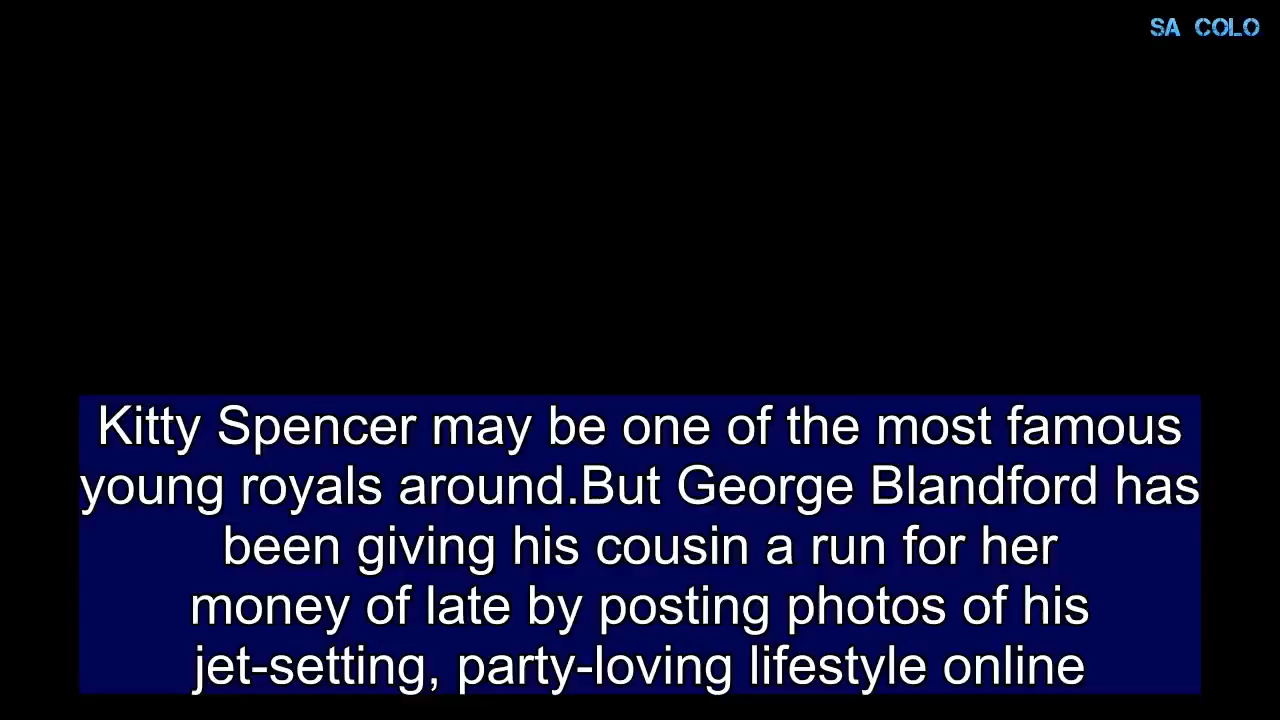 SA COLO
Kitty Spencer may be one of the most famous
young royals around.But George Blandford has
been giving his cousin a run for her
money of late by posting photos of his
jet-setting, party-loving lifestyle online